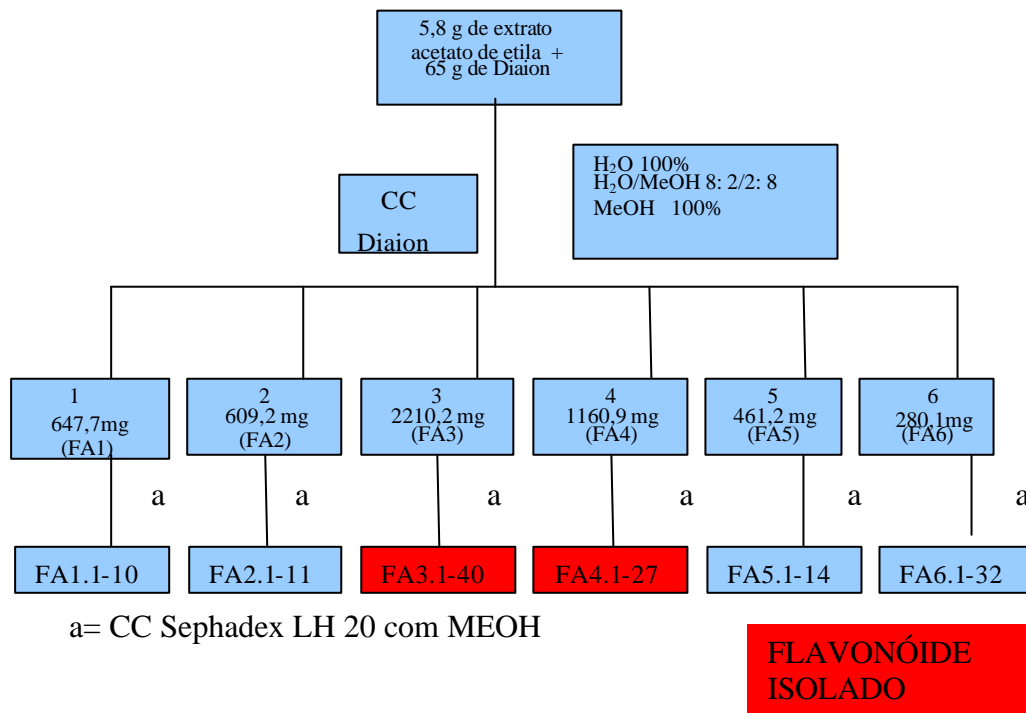 5,8 g de extrato
acetato de etila +
65 g de Diaion
CC
Diaion
H₂O 100%
H₂O/MeOH 8: 2/2: 8
MeOH 100%
1
647,7mg
(FA1)
2
609,2 mg
(FA2)
3
2210,2 mg
(FA3)
4
1160,9 mg
(FA4)
5
461,2 mg
(FA5)
6
280,1mg
(FA6)
a
a
a
a
a
a
FA1.1-10
FA2.1-11
FA3.1-40
FA4.1-27
FA5.1-14
FA6.1-32
a= CC Sephadex LH 20 com MEOH
FLAVONÓIDE
ISOLADO